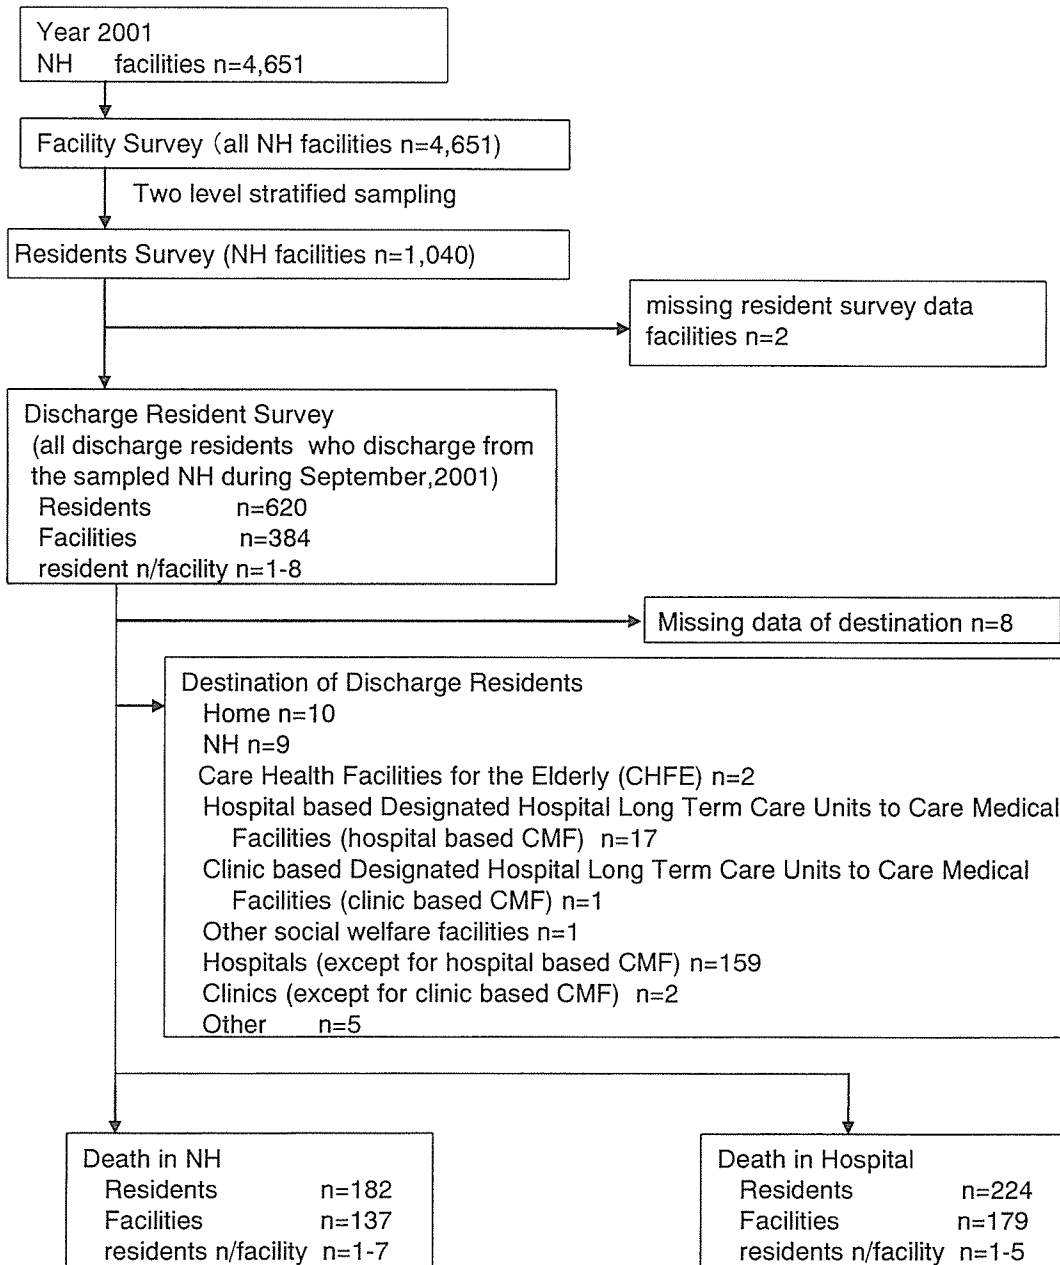 Year 2001
NH facilities n=4,651
Facility Survey (all NH facilities n=4,651)
Two level stratified sampling
Residents Survey (NH facilities n=1,040)
missing resident survey data
facilities n=2
Discharge Resident Survey
(all discharge residents who discharge from
the sampled NH during September,2001)
Residents n=620
Facilities n=384
resident n/facility n=1-8
Missing data of destination n=8
Destination of Discharge Residents
Home n=10
NH n=9
Care Health Facilities for the Elderly (CHFE) n=2
Hospital based Designated Hospital Long Term Care Units to Care Medical
Facilities (hospital based CMF) n=17
Clinic based Designated Hospital Long Term Care Units to Care Medical
Facilities (clinic based CMF) n=1
Other social welfare facilities n=1
Hospitals (except for hospital based CMF) n=159
Clinics (except for clinic based CMF) n=2
Other n=5
Death in NH
Residents n=182
Facilities n=137
residents n/facility n=1-7
Death in Hospital
Residents n=224
Facilities n=179
residents n/facility n=1-5